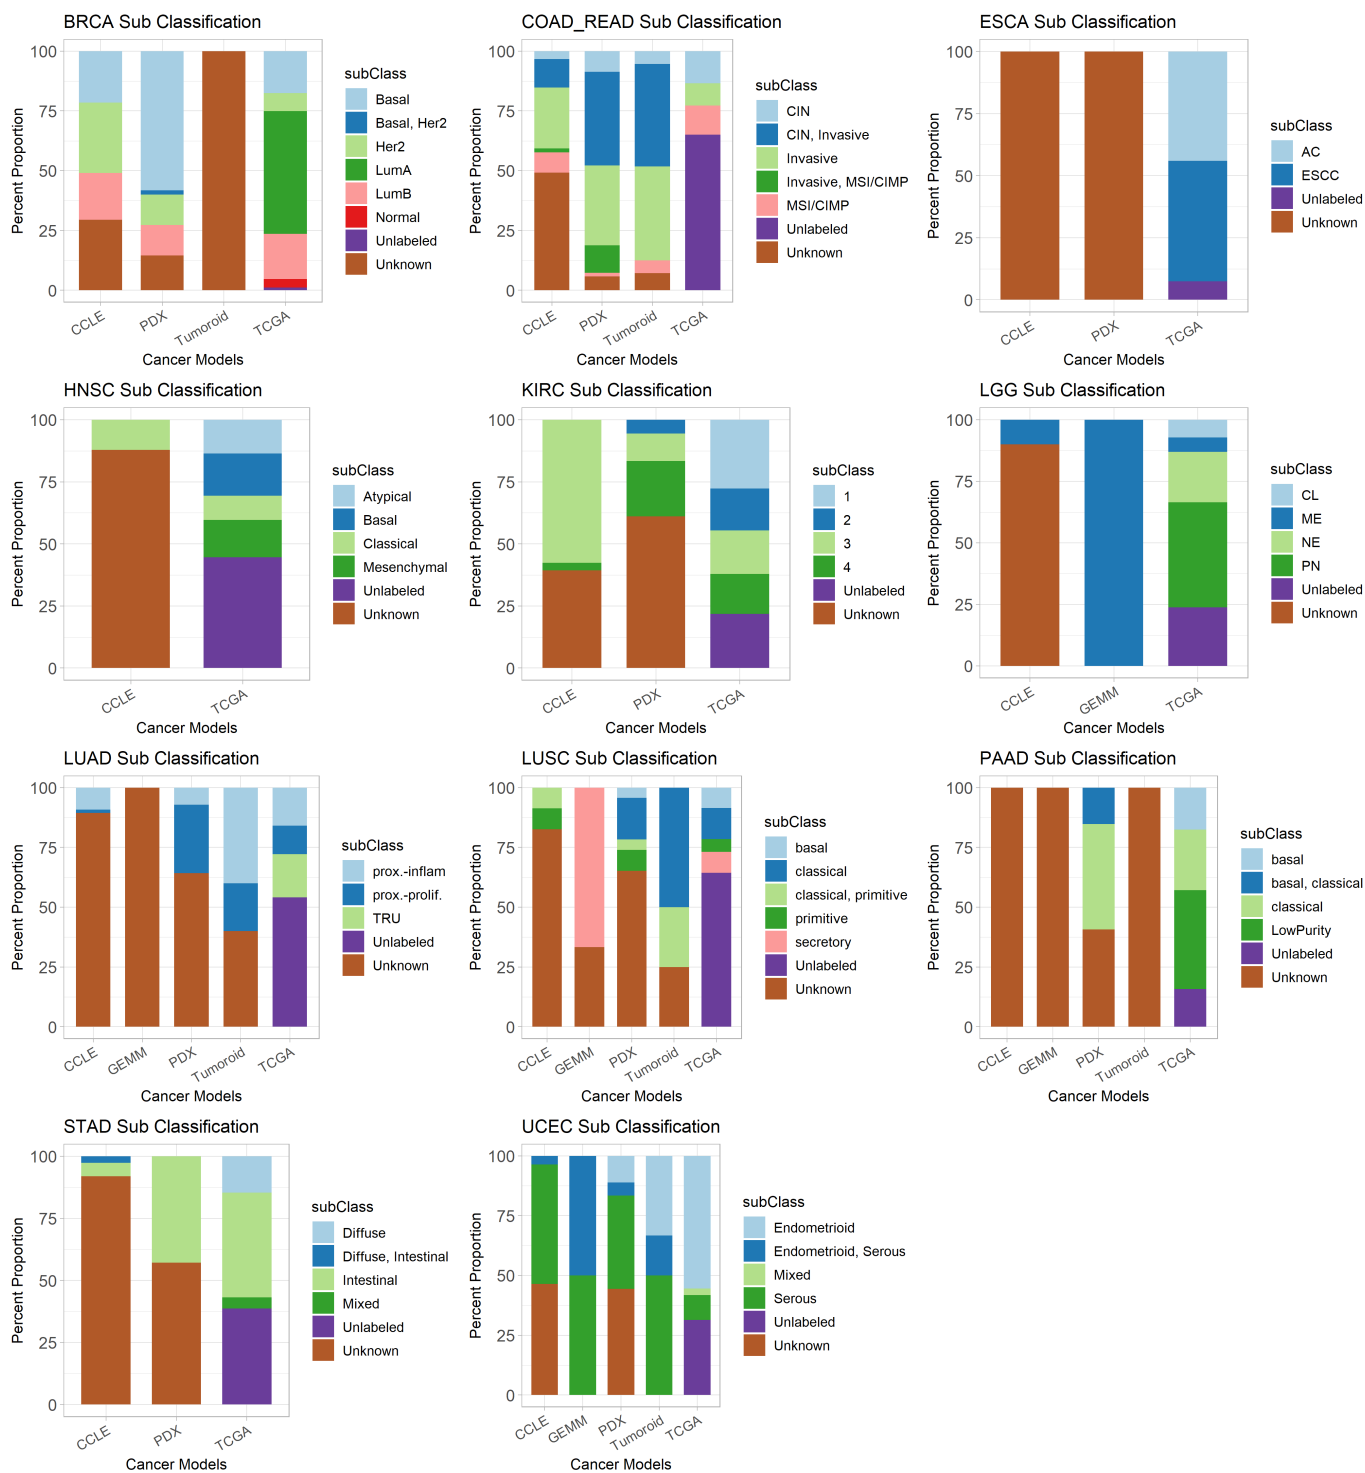 BRCA Sub Classification
Percent Proportion
100
75
50
25
0
CCLE
PDX
Tumoroid
TCGA
Cancer Models
subClass
Basal
Basal, Her2
Her2
LumA
LumB
Normal
Unlabeled
Unknown
COAD_READ Sub Classification
Percent Proportion
100
75
50
25
0
CCLE
PDX
Tumoroid
TCGA
Cancer Models
subClass
CIN
CIN, Invasive
Invasive
Invasive, MSI/CIMP
MSI/CIMP
Unlabeled
Unknown
ESCA Sub Classification
Percent Proportion
100
75
50
25
0
CCLE
PDX
TCGA
Cancer Models
subClass
AC
ESCC
Unlabeled
Unknown
HNSC Sub Classification
Percent Proportion
100
75
50
25
0
CCLE
TCGA
Cancer Models
subClass
Atypical
Basal
Classical
Mesenchymal
Unlabeled
Unknown
KIRC Sub Classification
Percent Proportion
100
75
50
25
0
CCLE
PDX
TCGA
Cancer Models
subClass
1
2
3
4
Unlabeled
Unknown
LGG Sub Classification
Percent Proportion
100
75
50
25
0
CCLE
GEMM
TCGA
Cancer Models
subClass
CL
ME
NE
PN
Unlabeled
Unknown
LUAD Sub Classification
Percent Proportion
100
75
50
25
0
CCLE
GEMM
PDX
Tumoroid
TCGA
Cancer Models
subClass
prox.-inflam
prox.-prolif.
TRU
Unlabeled
Unknown
LUSC Sub Classification
Percent Proportion
100
75
50
25
0
CCLE
GEMM
PDX
Tumoroid
TCGA
Cancer Models
subClass
basal
classical
classical, primitive
primitive
secretory
Unlabeled
Unknown
PAAD Sub Classification
Percent Proportion
100
75
50
25
0
CCLE
GEMM
PDX
Tumoroid
TCGA
Cancer Models
subClass
basal
basal, classical
classical
LowPurity
Unlabeled
Unknown
STAD Sub Classification
Percent Proportion
100
75
50
25
0
CCLE
PDX
TCGA
Cancer Models
subClass
Diffuse
Diffuse, Intestinal
Intestinal
Mixed
Unlabeled
Unknown
UCEC Sub Classification
Percent Proportion
100
75
50
25
0
CCLE
GEMM
PDX
Tumoroid
TCGA
Cancer Models
subClass
Endometrioid
Endometrioid, Serous
Mixed
Serous
Unlabeled
Unknown